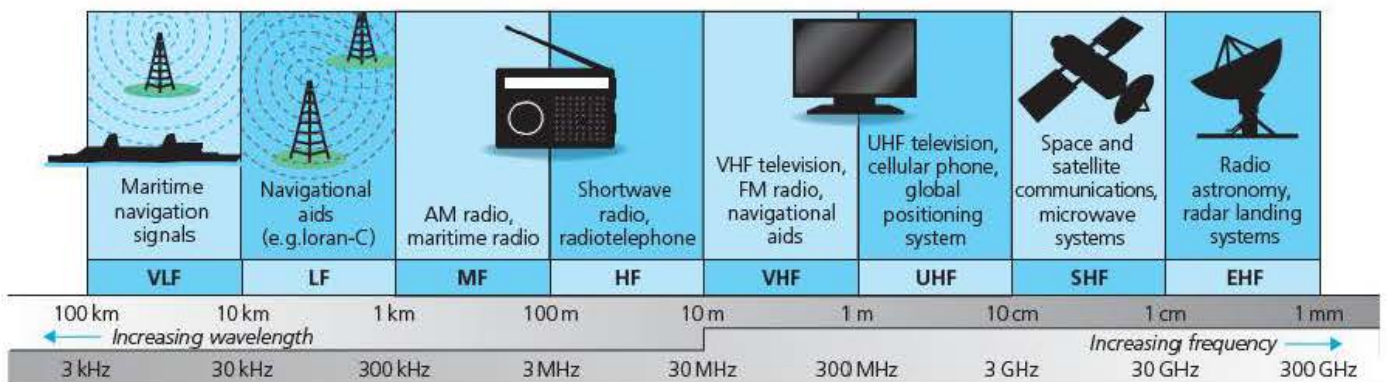 Maritime
navigation
signals
Navigational
aids
(e.g.loran-C)
AM radio,
maritime radio
Shortwave
radio,
radiotelephone
VHF television,
FM radio,
navigational
aids
UHF television,
cellular phone,
global
positioning
system
Space and
satellite
communications,
microwave
systems
Radio
astronomy,
radar landing
systems
VLF LF MF HF VHF UHF SHF EHF
100 km 10 km 1 km 100 m 10 m 1 m 10 cm 1 cm 1 mm
Increasing wavelength Increasing frequency
3 kHz 30 kHz 300 kHz 3 MHz 30 MHz 300 MHz 3 GHz 30 GHz 300 GHz